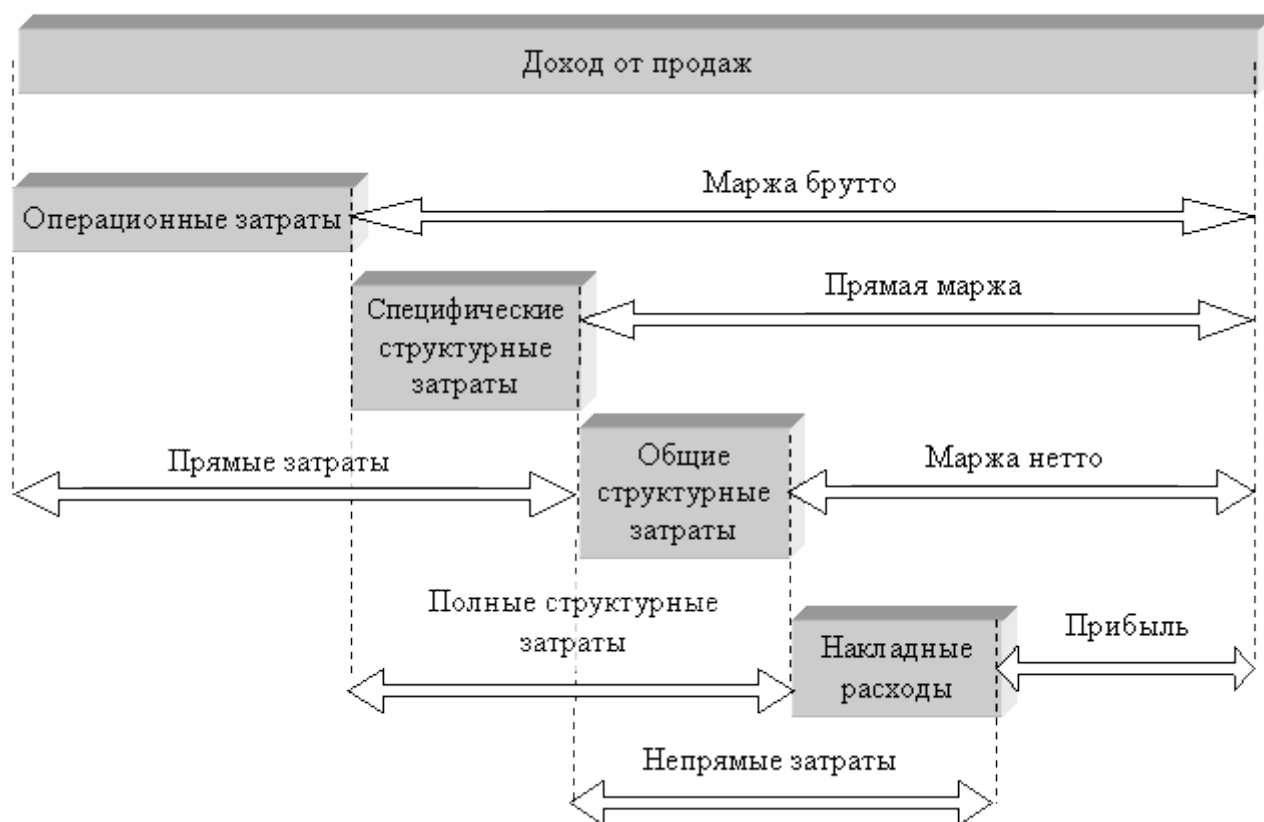 Доход от продаж
Маржа брутто
Операционные затраты
Прямая маржа
Специфические
структурные
затраты
Прямые затраты
Общие
структурные
затраты
Маржа нетто
Полные структурные
затраты
Накладные
расходы
Прибыль
Непрямые затраты